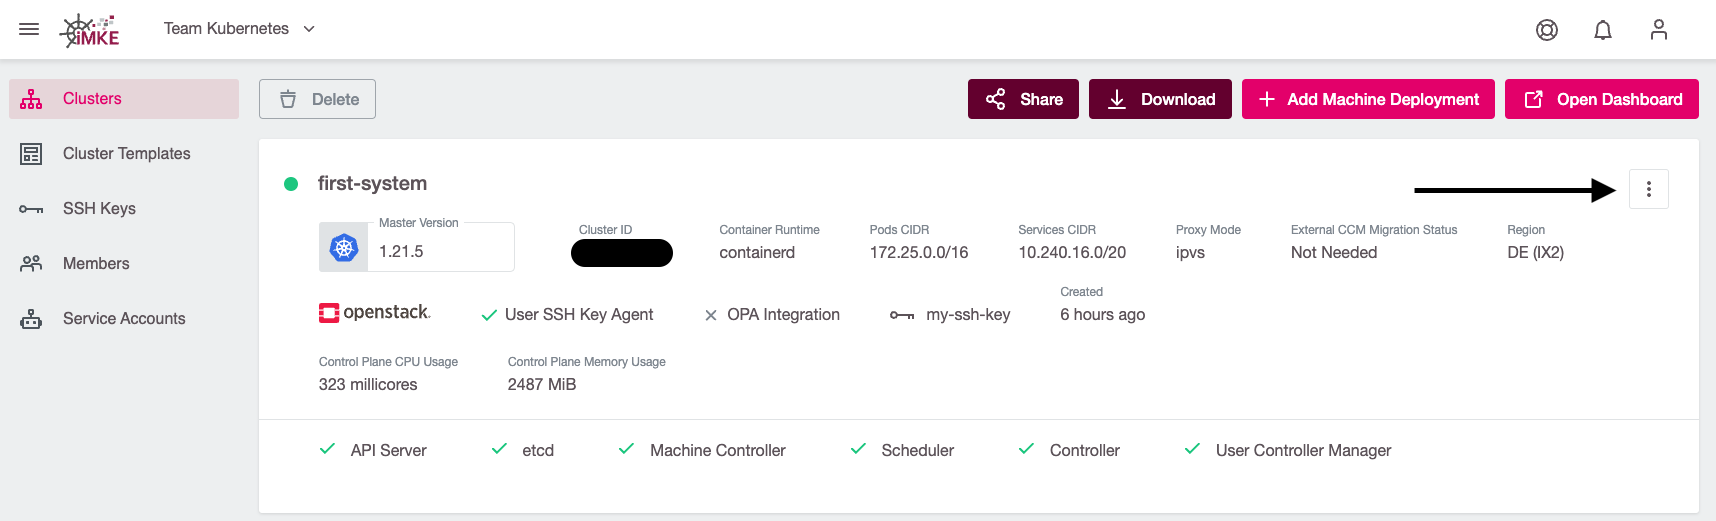 iMKE
Team Kubernetes
Clusters
Delete
Share
Download
Add Machine Deployment
Open Dashboard
Cluster Templates
SSH Keys
Members
Service Accounts
first-system
Master Version
1.21.5
Cluster ID
Container Runtime
containerd
Pods CIDR
172.25.0.0/16
Services CIDR
10.240.16.0/20
Proxy Mode
ipvs
External CCM Migration Status
Not Needed
Region
DE (IX2)
openstack.
User SSH Key Agent
OPA Integration
my-ssh-key
Created
6 hours ago
Control Plane CPU Usage
323 millicores
Control Plane Memory Usage
2487 MiB
API Server
etcd
Machine Controller
Scheduler
Controller
User Controller Manager